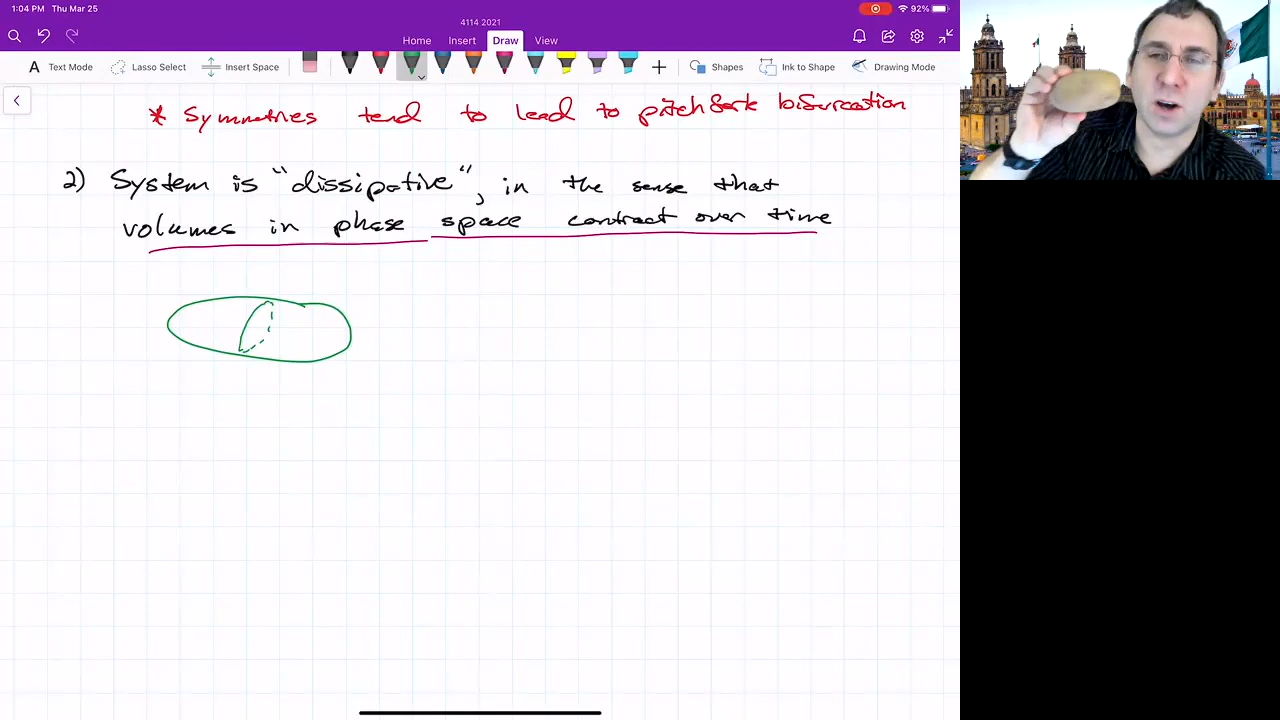 1:04 PM Thu Mar 25
92%
4114 2021
Home Insert Draw View
Text Mode Lasso Select Insert Space Shapes Ink to Shape Drawing Mode
* Symmetries tend to lead to pitchfork bifurcation
2) System is "dissipative", in the sense that
volumes in phase space contract over time